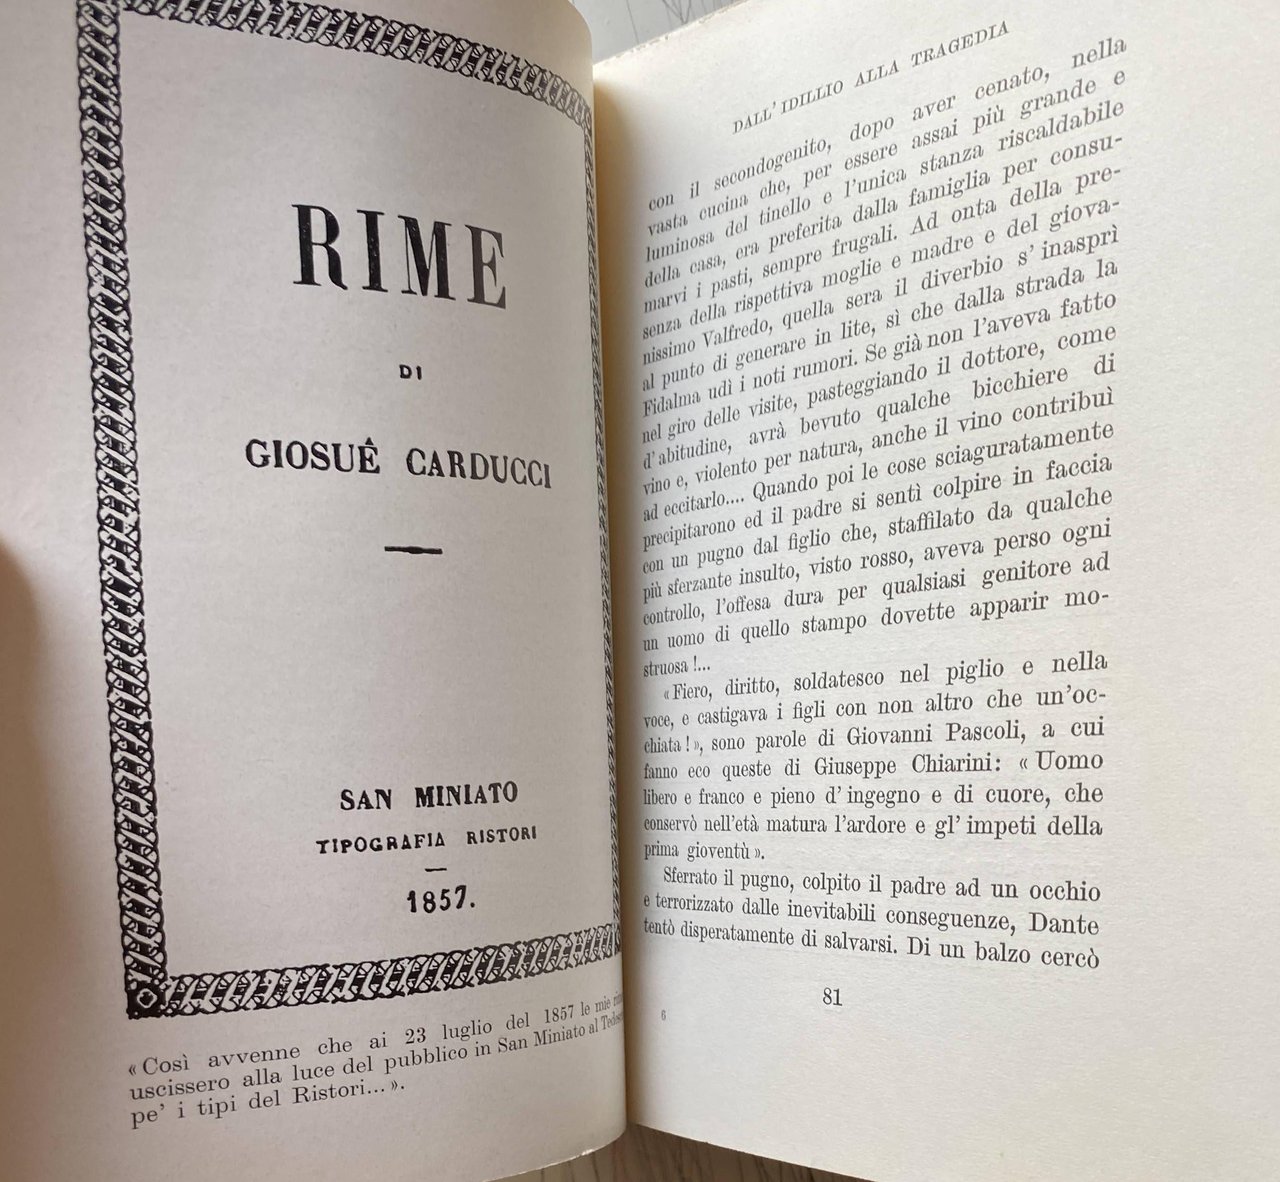 RIME
DI
GIOSUÊ CARDUCCI
SAN MINIATO
TIPOGRAFIA RISTORI
1857.
« Così avvenne che ai 23 luglio del 1857 le mie
uscissero alla luce del pubblico in San Miniato al
pe' i tipi del Ristori... ».
DALL' IDILLIO ALLA TRAGEDIA
con il secondogenito, dopo aver cenato, nella
vasta cucina che, per essere assai più grande e
luminosa del tinello e l'unica stanza riscaldabile
della casa, era preferita dalla famiglia per consu-
marvi i pasti, sempre frugali. Ad onta della pre-
senza della rispettiva moglie e madre e del giova-
nissimo Valfredo, quella sera il diverbio s' inasprì
al punto di generare in lite, sì che dalla strada la
Fidalma udì i noti rumori. Se già non l'aveva fatto
nel giro delle visite, pasteggiando il dottore, come
d'abitudine, avrà bevuto qualche bicchiere di
vino e, violento per natura, anche il vino contribuì
ad eccitarlo.... Quando poi le cose sciaguratamente
precipitarono ed il padre si sentì colpire in faccia
con un pugno dal figlio che, staffilato da qualche
più sferzante insulto, visto rosso, aveva perso ogni
controllo, l'offesa dura per qualsiasi genitore ad
un uomo di quello stampo dovette apparir mo-
struosa !...
« Fiero, diritto, soldatesco nel piglio e nella
voce, e castigava i figli con non altro che un'oc-
chiata ! », sono parole di Giovanni Pascoli, a cui
fanno eco queste di Giuseppe Chiarini: « Uomo
libero e franco e pieno d' ingegno e di cuore, che
conservò nell'età matura l'ardore e gl' impeti della
prima gioventù ».
Sferrato il pugno, colpito il padre ad un occhio
e terrorizzato dalle inevitabili conseguenze, Dante
tentò disperatamente di salvarsi. Di un balzo cercò
81
6